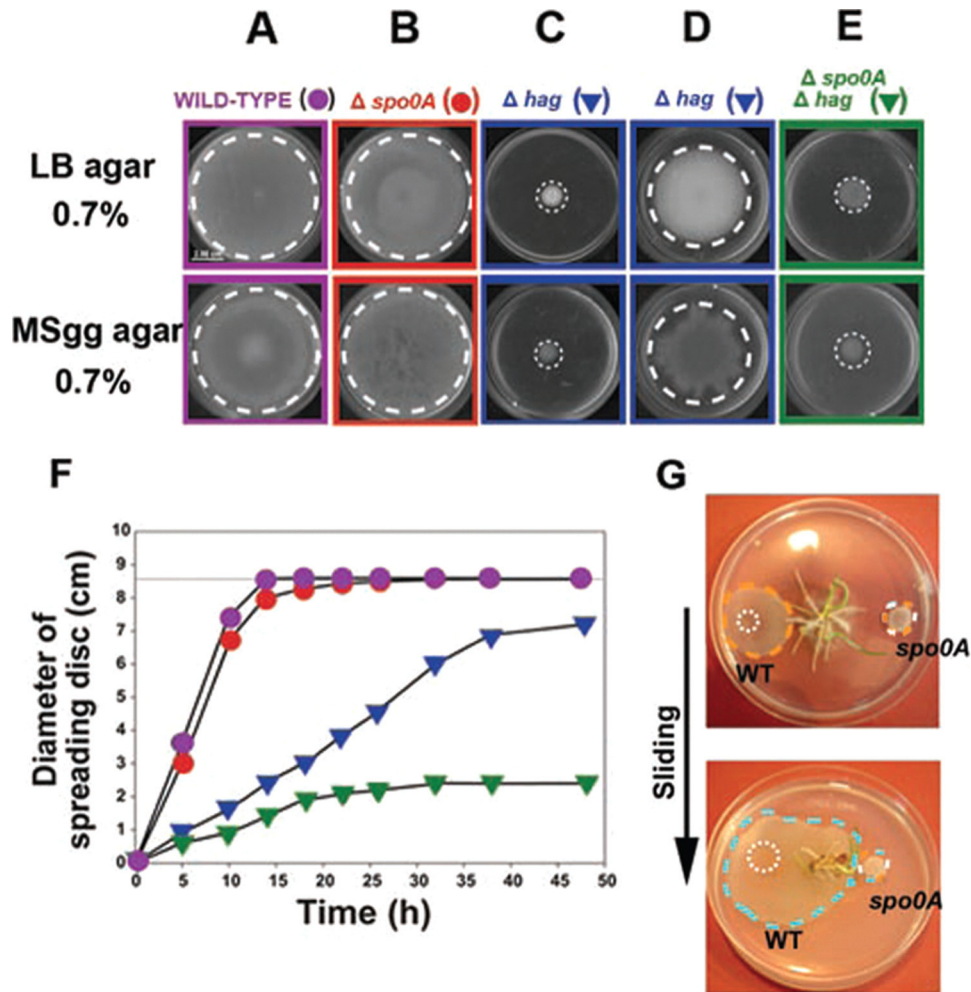 A B C D E
WILD-TYPE (●) Δ spo0A (●) Δ hag (▼) Δ hag (▼) Δ spo0A
Δ hag (▼)
LB agar
0.7%
MSgg agar
0.7%
F
10
9
8
7
6
5
4
3
2
1
0
0 5 10 15 20 25 30 35 40 45 50
Diameter of
spreading disc (cm)
Time (h)
G
WT
spo0A
Sliding
WT
spo0A